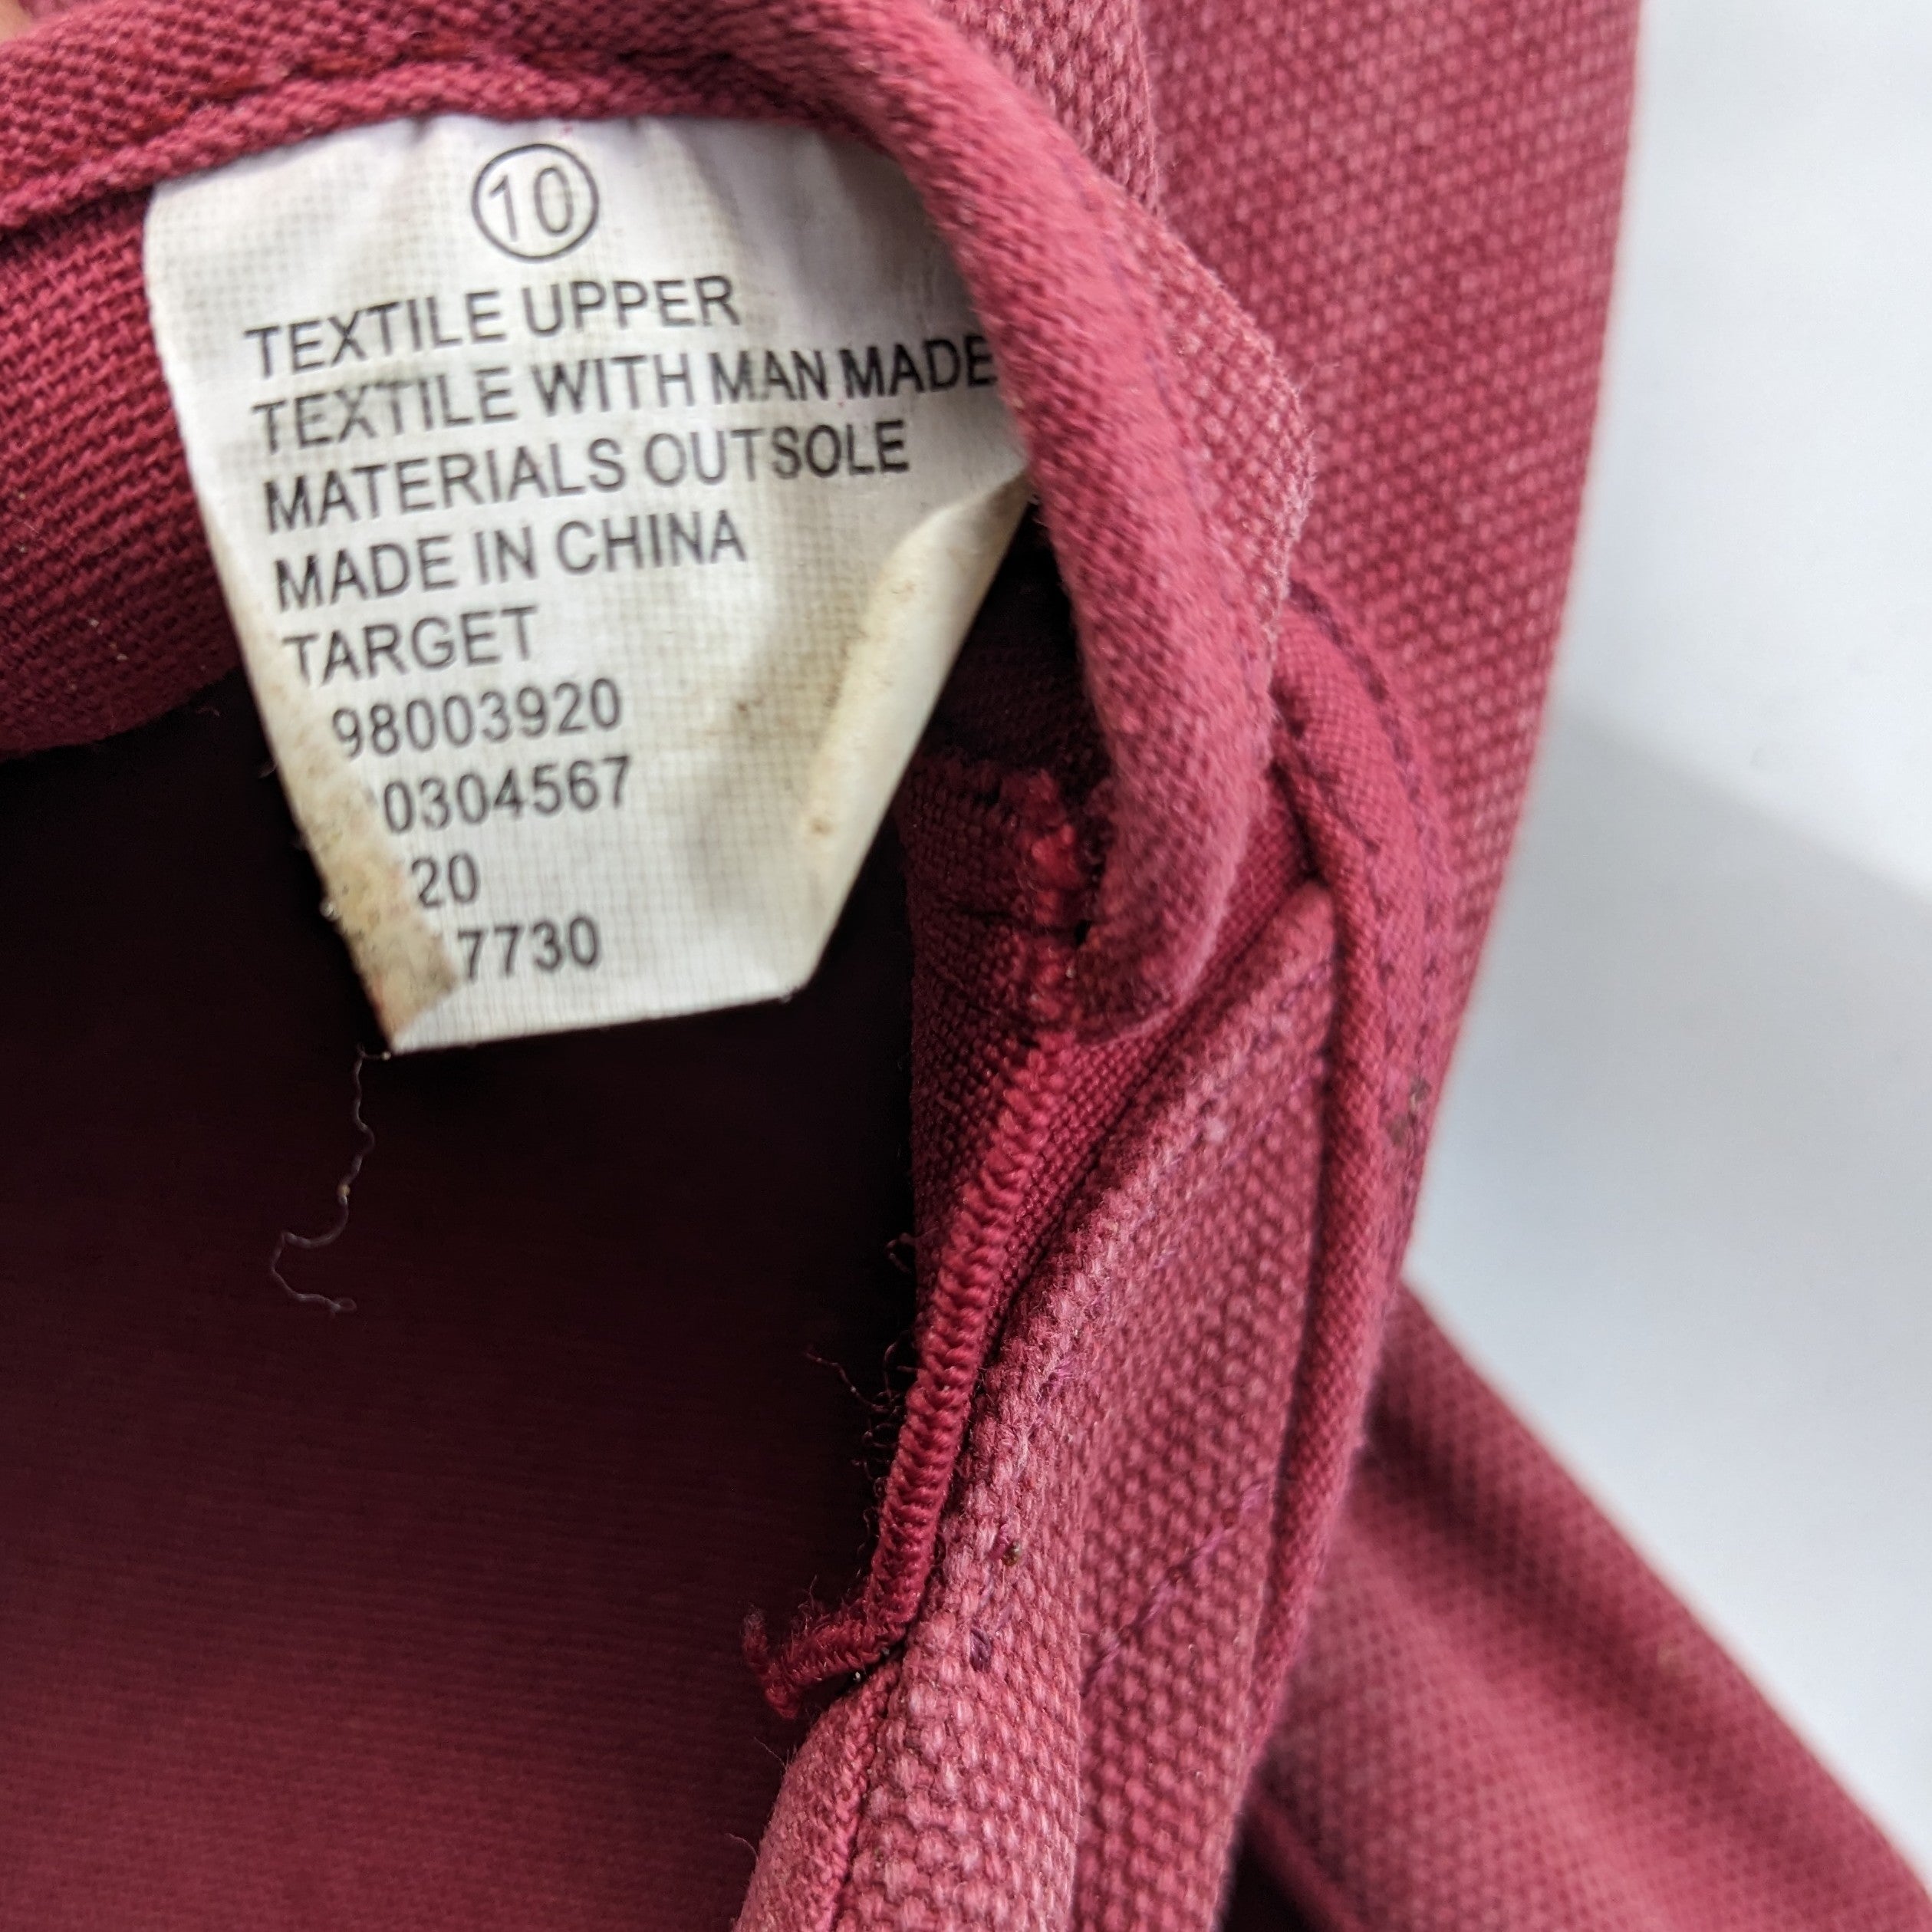 10
TEXTILE UPPER
TEXTILE WITH MAN MADE
MATERIALS OUTSOLE
MADE IN CHINA
TARGET
98003920
0304567
20
7730